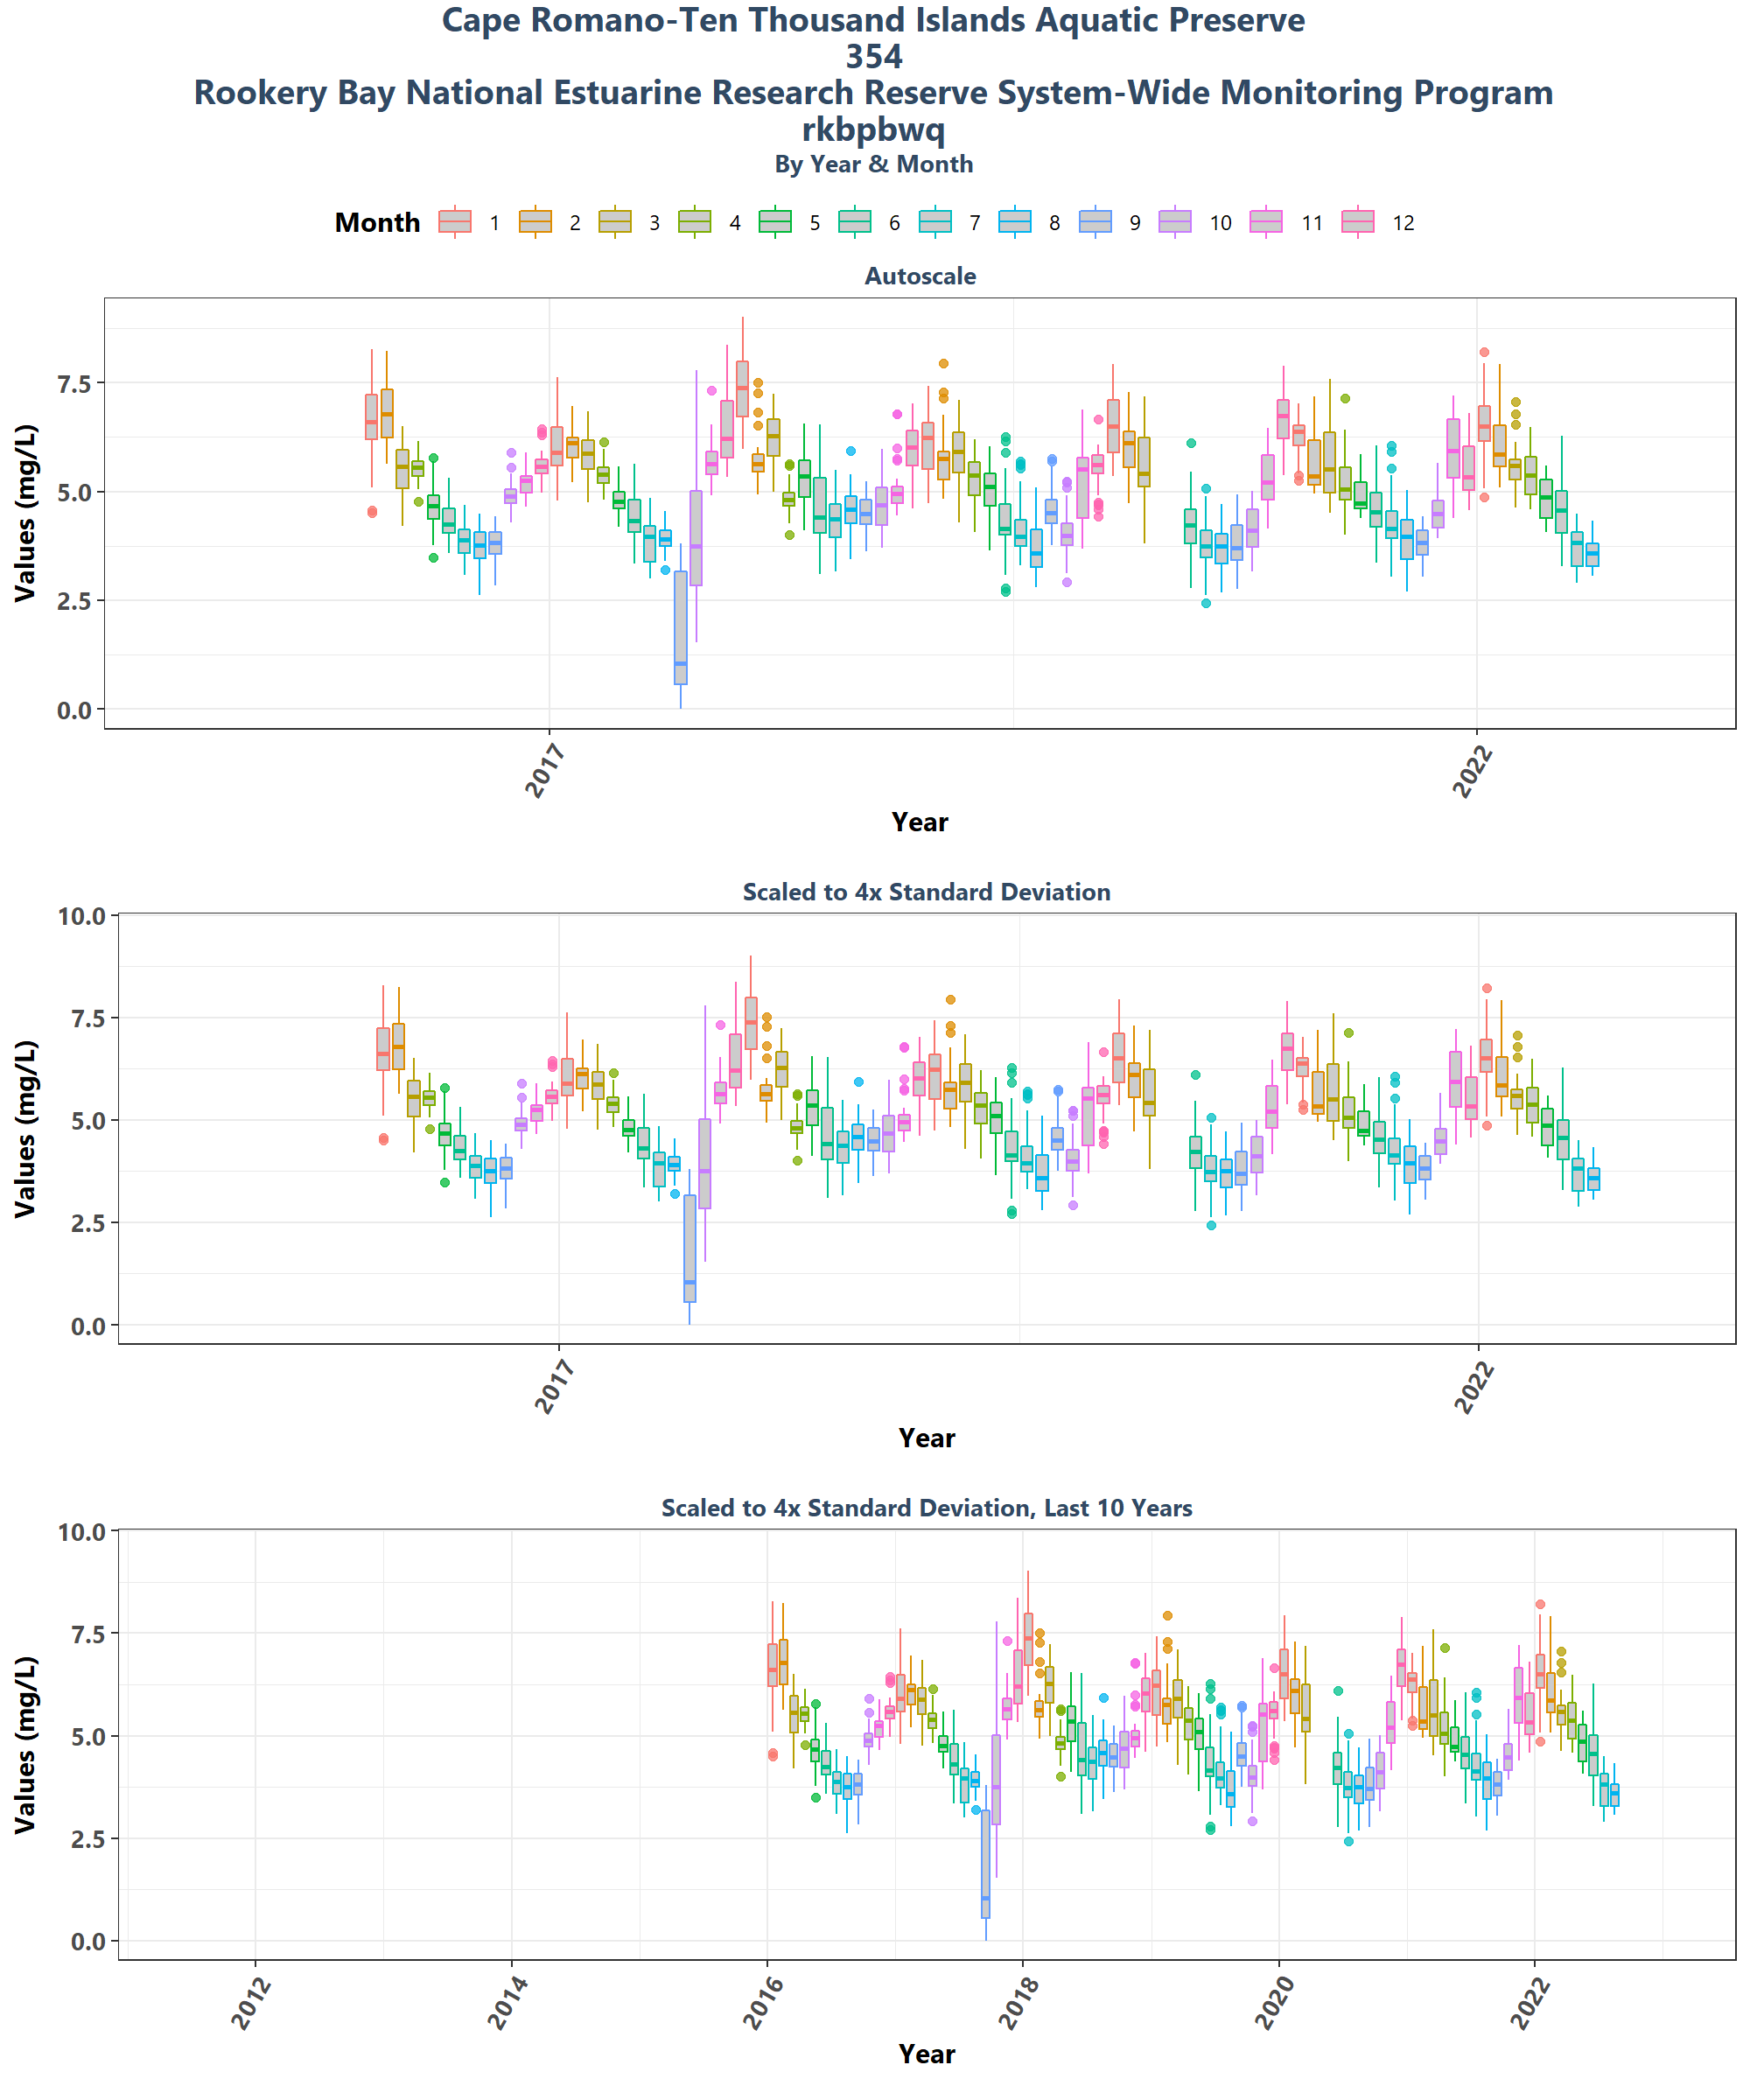 Cape Romano-Ten Thousand Islands Aquatic Preserve
354
Rookery Bay National Estuarine Research Reserve System-Wide Monitoring Program
rkbpbwq
By Year & Month
Month 1 2 3 4 5 6 7 8 9 10 11 12
Autoscale
Values (mg/L)
7.5
5.0
2.5
0.0
2017 2022
Year
Scaled to 4x Standard Deviation
Values (mg/L)
10.0
7.5
5.0
2.5
0.0
2017 2022
Year
Scaled to 4x Standard Deviation, Last 10 Years
Values (mg/L)
10.0
7.5
5.0
2.5
0.0
2012 2014 2016 2018 2020 2022
Year